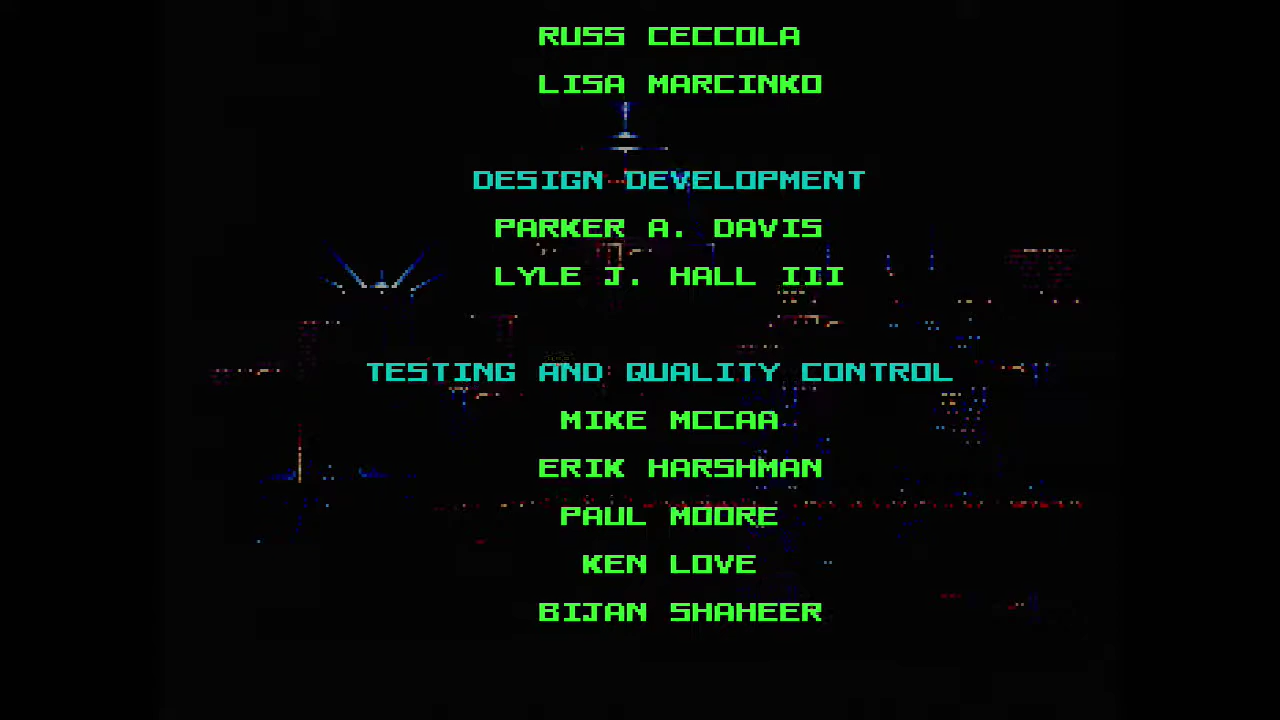 RUSS CECCOLA
LISA MARCINKO
DESIGN DEVELOPMENT
PARKER A. DAVIS
LYLE J. HALL III
TESTING AND QUALITY CONTROL
MIKE MCCAA
ERIK HARSHMAN
PAUL MOORE
KEN LOVE
BIJAN SHAHEER